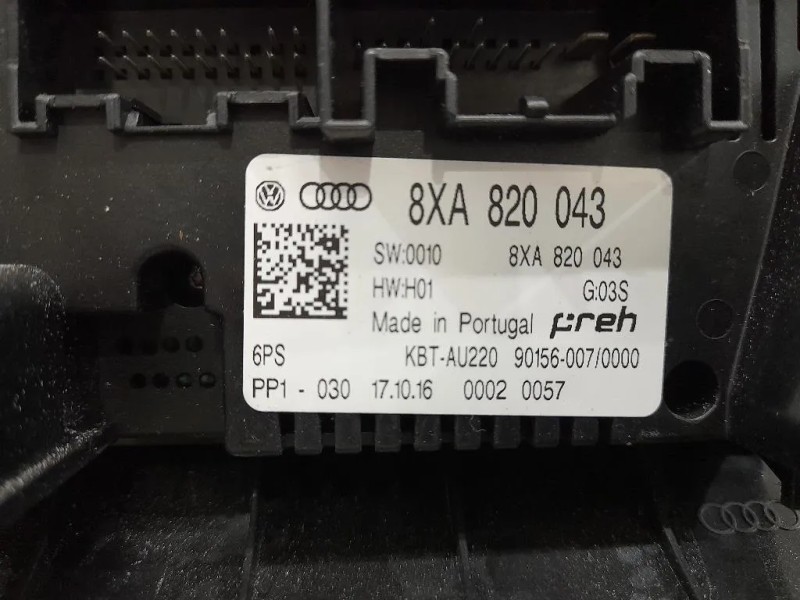 8XA 820 043
SW:0010 8XA 820 043
HW:H01 G:03S
Made in Portugal preh
6PS KBT-AU220 90156-007/0000
PP1 - 030 17.10.16 0002 0057